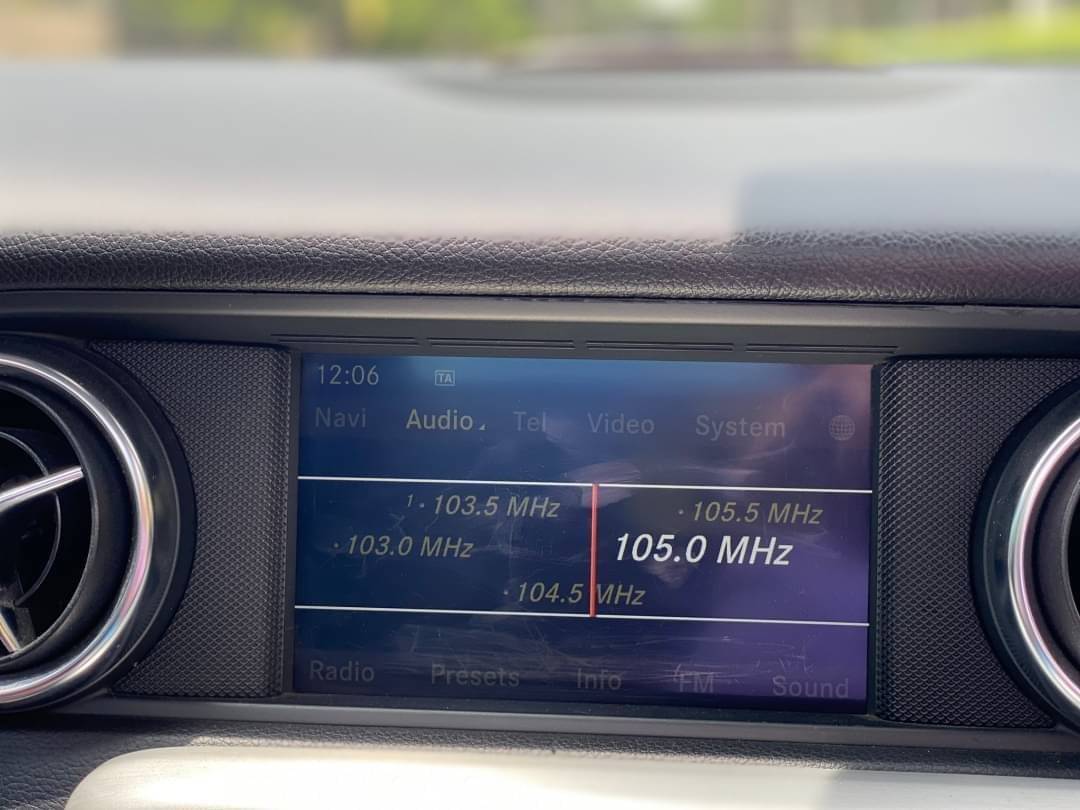 12:06 TA
Navi Audio Tel Video System
1 · 103.5 MHz · 105.5 MHz
· 103.0 MHz 105.0 MHz
· 104.5 MHz
Radio Presets Info FM Sound